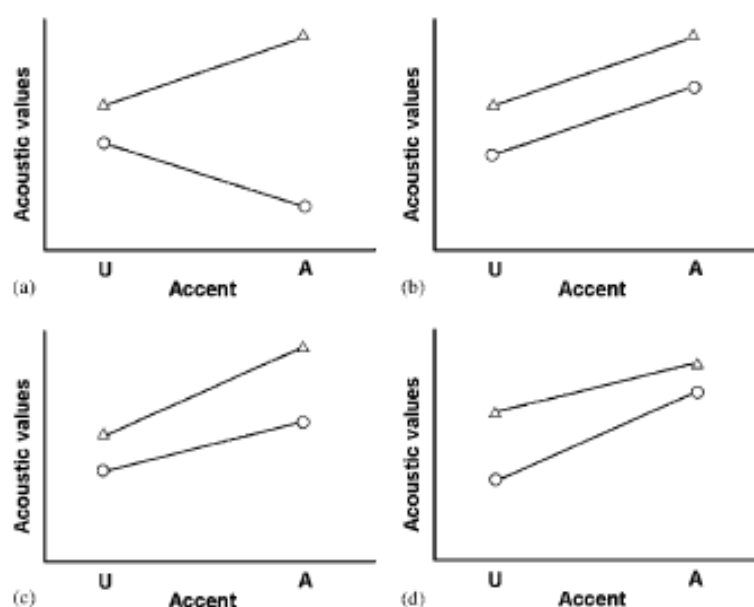 Acoustic values
U A
(a) Accent
Acoustic values
U A
(b) Accent
Acoustic values
U A
(c) Accent
Acoustic values
U A
(d) Accent